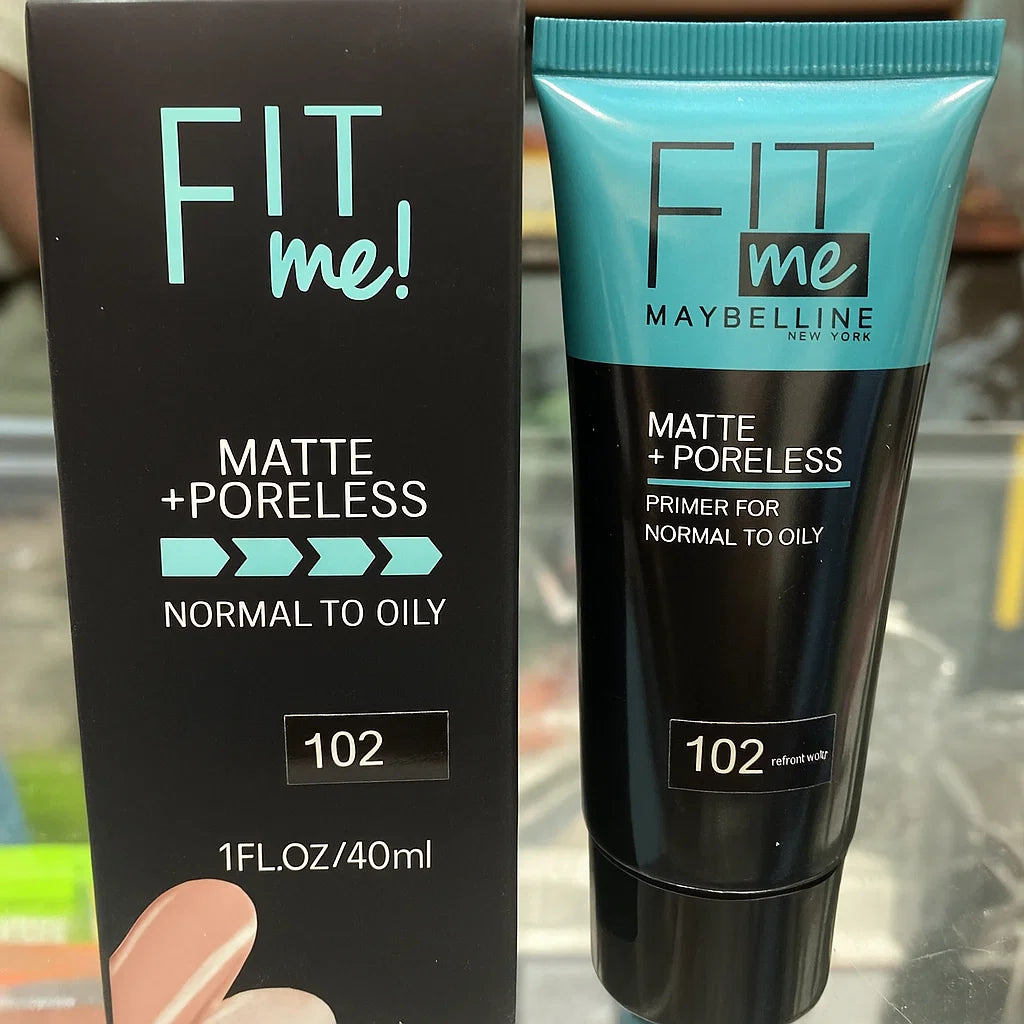 FIT
me!
MATTE
+PORELESS
NORMAL TO OILY
102
1FL.OZ/40ml
FIT
me
MAYBELLINE
NEW YORK
MATTE
+ PORELESS
PRIMER FOR
NORMAL TO OILY
102 refront